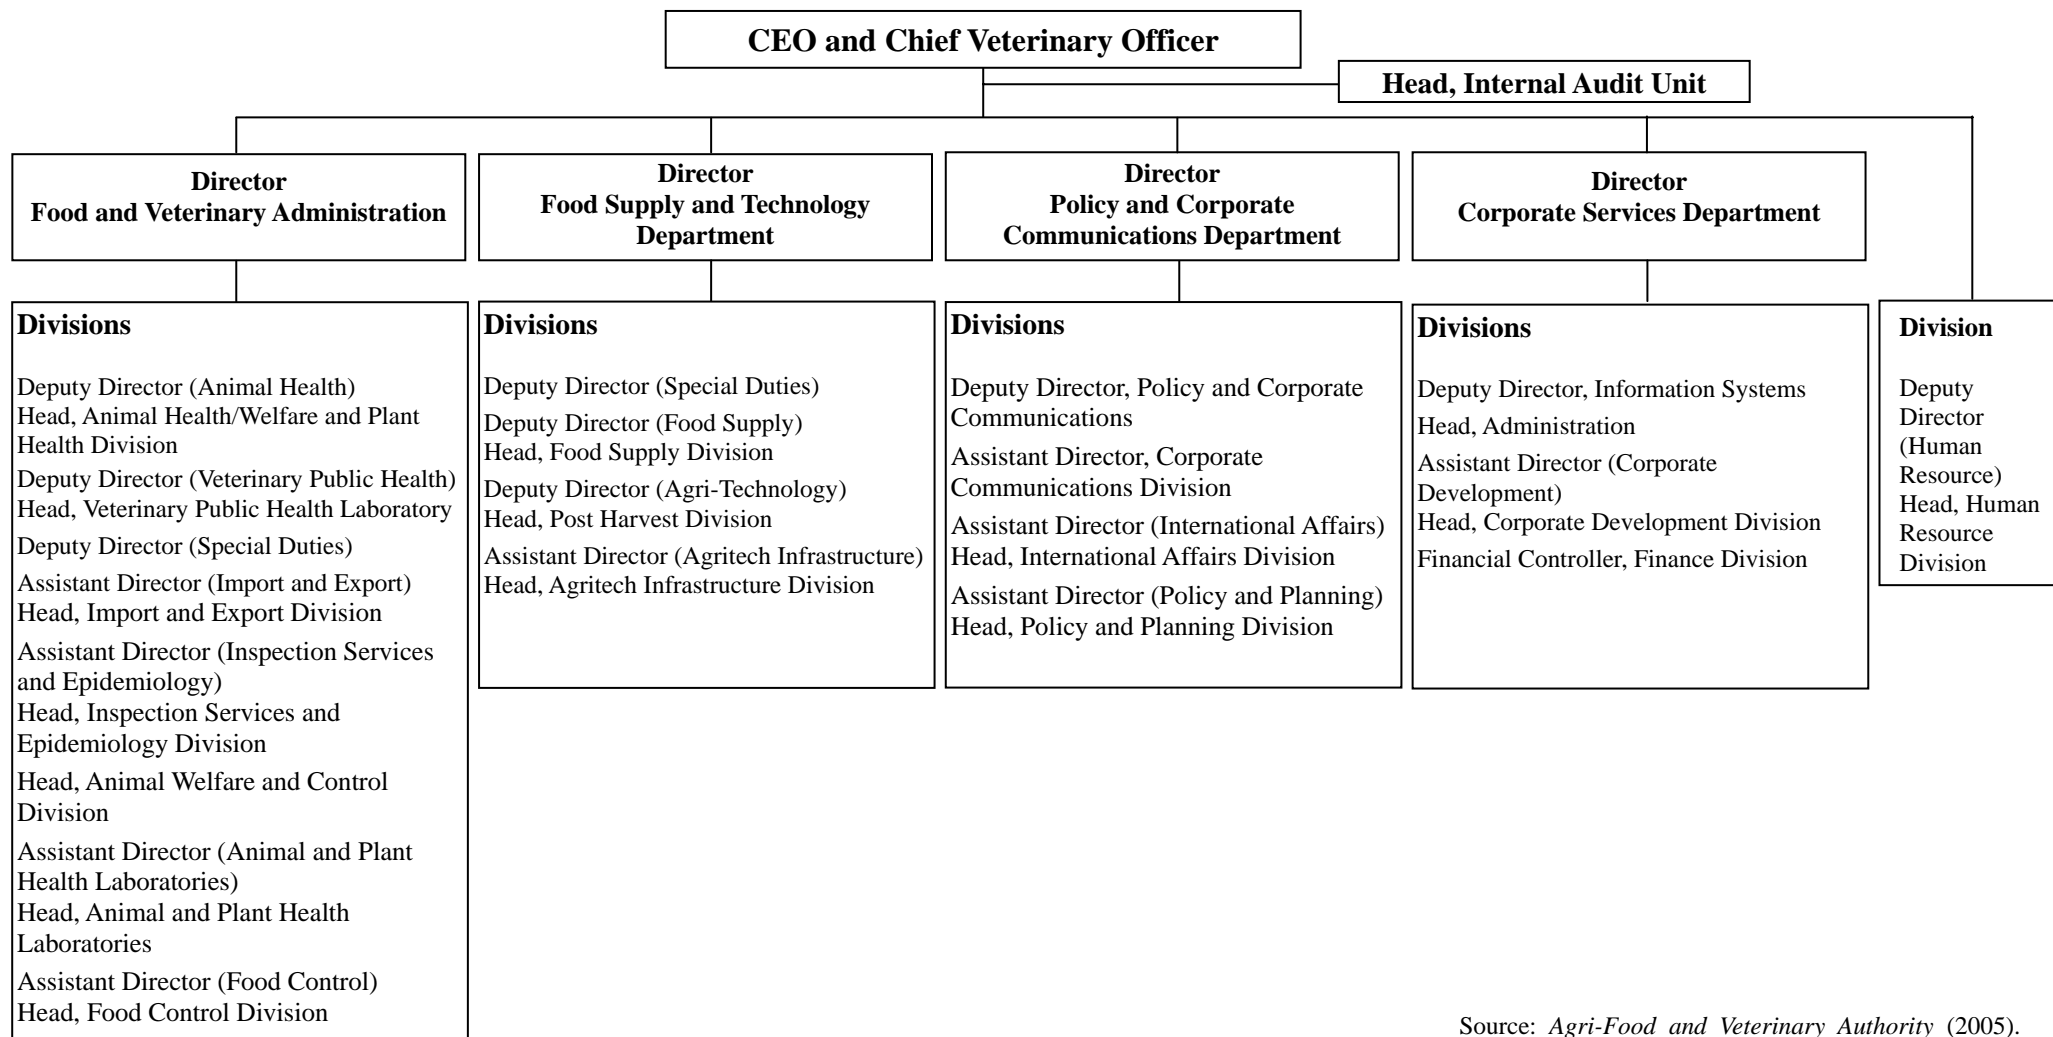 CEO and Chief Veterinary Officer
Head, Internal Audit Unit
Director
Food and Veterinary Administration
Director
Food Supply and Technology
Department
Director
Policy and Corporate
Communications Department
Director
Corporate Services Department
Divisions
Deputy Director (Animal Health)
Head, Animal Health/Welfare and Plant
Health Division
Deputy Director (Veterinary Public Health)
Head, Veterinary Public Health Laboratory
Deputy Director (Special Duties)
Assistant Director (Import and Export)
Head, Import and Export Division
Assistant Director (Inspection Services
and Epidemiology)
Head, Inspection Services and
Epidemiology Division
Head, Animal Welfare and Control
Division
Assistant Director (Animal and Plant
Health Laboratories)
Head, Animal and Plant Health
Laboratories
Assistant Director (Food Control)
Head, Food Control Division
Divisions
Deputy Director (Special Duties)
Deputy Director (Food Supply)
Head, Food Supply Division
Deputy Director (Agri-Technology)
Head, Post Harvest Division
Assistant Director (Agritech Infrastructure)
Head, Agritech Infrastructure Division
Divisions
Deputy Director, Policy and Corporate
Communications
Assistant Director, Corporate
Communications Division
Assistant Director (International Affairs)
Head, International Affairs Division
Assistant Director (Policy and Planning)
Head, Policy and Planning Division
Divisions
Deputy Director, Information Systems
Head, Administration
Assistant Director (Corporate
Development)
Head, Corporate Development Division
Financial Controller, Finance Division
Division
Deputy
Director
(Human
Resource)
Head, Human
Resource
Division
Source: Agri-Food and Veterinary Authority (2005).